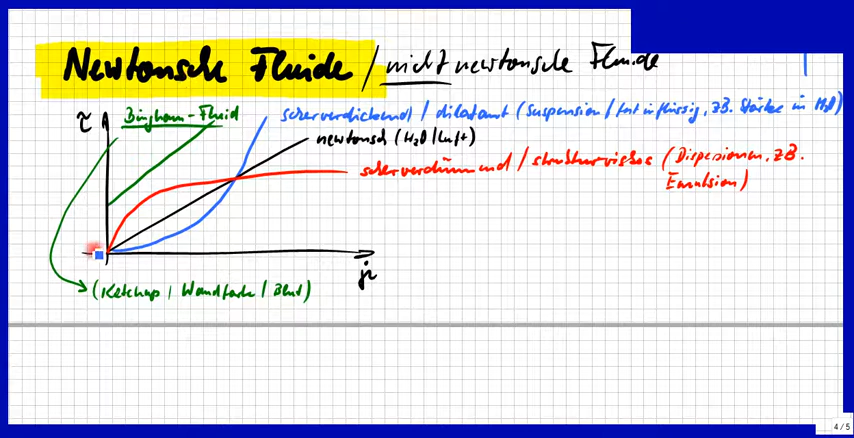 Newtonsche Fluide / nicht newtonsche Fluide
τ
Bingham-Fluid
scherverdickend / dilatant (Suspension / fest in flüssig, z.B. Stärke in H2O)
newtonsch (H2O / Luft)
scherverdünnend / strukturviskos (Dispersionen, z.B.
Emulsion)
γ̇
(Ketchup / Wandfarbe / Blut)
4 / 5